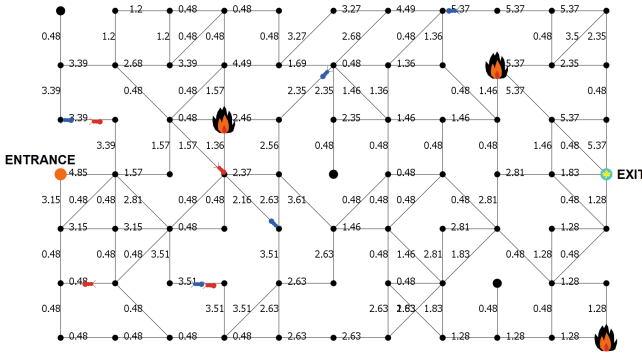 1.2 0.48 0.48 3.27 4.49 5.37 5.37 5.37
0.48 1.2 1.2 0.48 0.48 3.27 2.68 0.48 1.36 0.48 3.5 2.35
3.39 2.68 3.39 4.49 1.69 0.48 1.36 5.37 2.35
3.39 0.48 0.48 1.57 2.35 2.35 1.46 1.36 0.48 1.46 5.37 0.48
3.39 0.48 2.46 2.35 1.46 1.46 5.37
3.39 1.57 1.57 1.36 2.56 0.48 0.48 0.48 1.46 0.48 5.37
ENTRANCE
4.85 1.57 2.37 0.48 2.81 1.83 EXIT
3.15 0.48 0.48 2.81 0.48 0.48 2.16 2.63 3.61 0.48 0.48 0.48 0.48 2.81 0.48 1.28
3.15 3.15 0.48 1.46 2.81 1.28
0.48 0.48 0.48 3.51 3.51 2.63 0.48 1.46 2.81 1.83 0.48 1.28 0.48
0.48 3.51 2.63 0.48
0.48 0.48 3.51 3.51 2.63 2.63 1.83 0.48 0.48 1.28
0.48 0.48 0.48 0.48 2.63 2.63 1.28 1.28 1.28